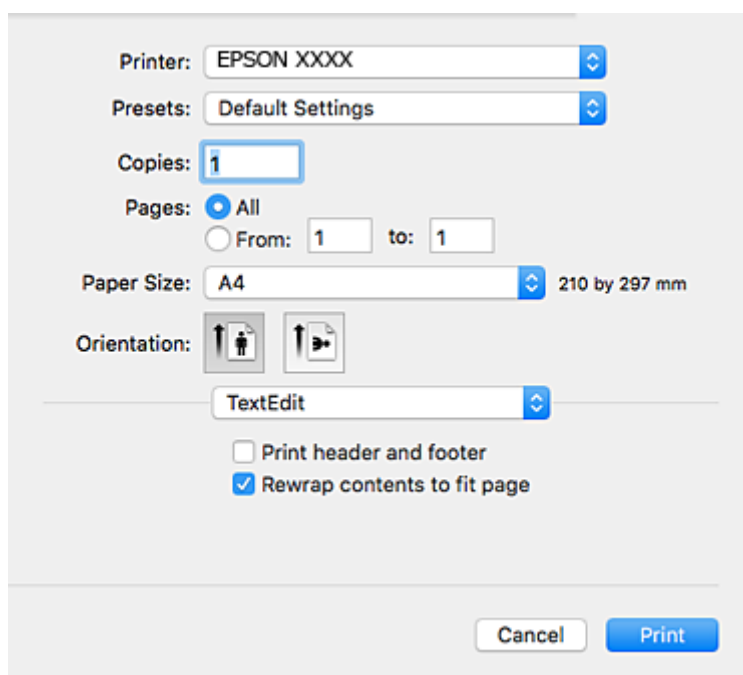 Printer: EPSON XXXX
Presets: Default Settings
Copies: 1
Pages: All
From: 1 to: 1
Paper Size: A4 210 by 297 mm
Orientation:
TextEdit
Print header and footer
Rewrap contents to fit page
Cancel Print